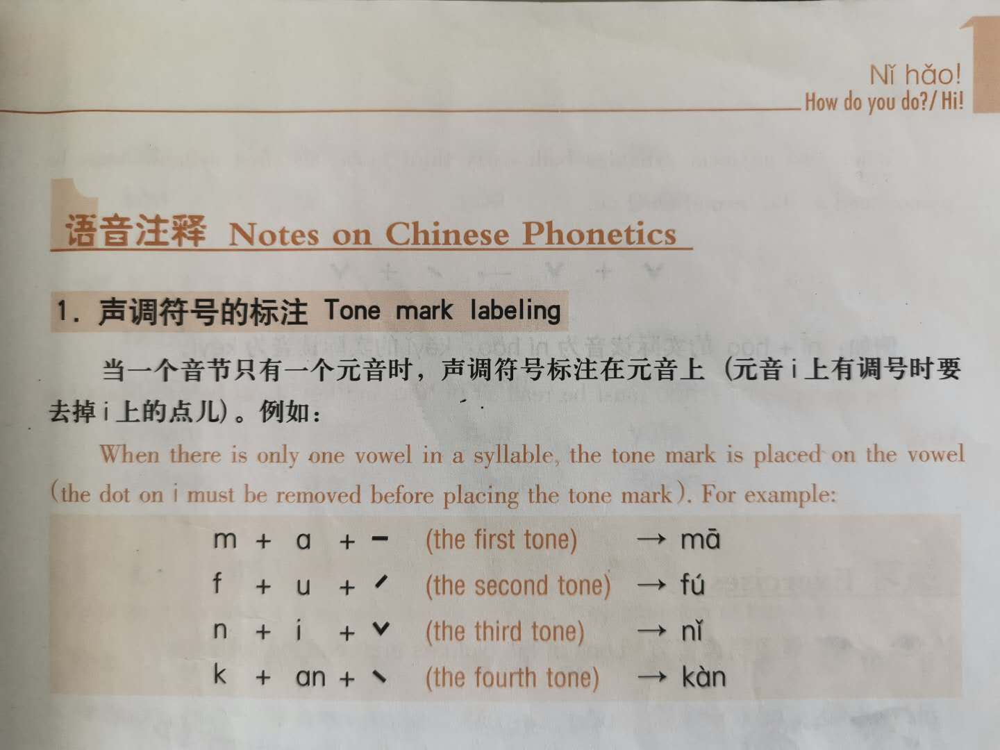 Nǐ hǎo!
How do you do?/ Hi!
语音注释 Notes on Chinese Phonetics
1. 声调符号的标注 Tone mark labeling
当一个音节只有一个元音时，声调符号标注在元音上（元音 i 上有调号时要
去掉 i 上的点儿）。例如：
When there is only one vowel in a syllable, the tone mark is placed on the vowel
(the dot on i must be removed before placing the tone mark). For example:
m + a + ˉ (the first tone) → mā
f + u + ˊ (the second tone) → fú
n + i + ˇ (the third tone) → nǐ
k + an + ˋ (the fourth tone) → kàn